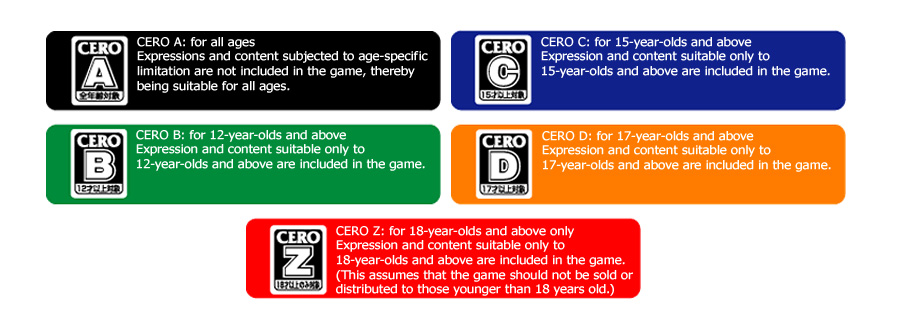 CERO
A
全年齢対象
CERO A: for all ages
Expressions and content subjected to age-specific
limitation are not included in the game, thereby
being suitable for all ages.
CERO
C
15才以上対象
CERO C: for 15-year-olds and above
Expression and content suitable only to
15-year-olds and above are included in the game.
CERO
B
12才以上対象
CERO B: for 12-year-olds and above
Expression and content suitable only to
12-year-olds and above are included in the game.
CERO
D
17才以上対象
CERO D: for 17-year-olds and above
Expression and content suitable only to
17-year-olds and above are included in the game.
CERO
Z
18才以上のみ対象
CERO Z: for 18-year-olds and above only
Expression and content suitable only to
18-year-olds and above are included in the game.
(This assumes that the game should not be sold or
distributed to those younger than 18 years old.)